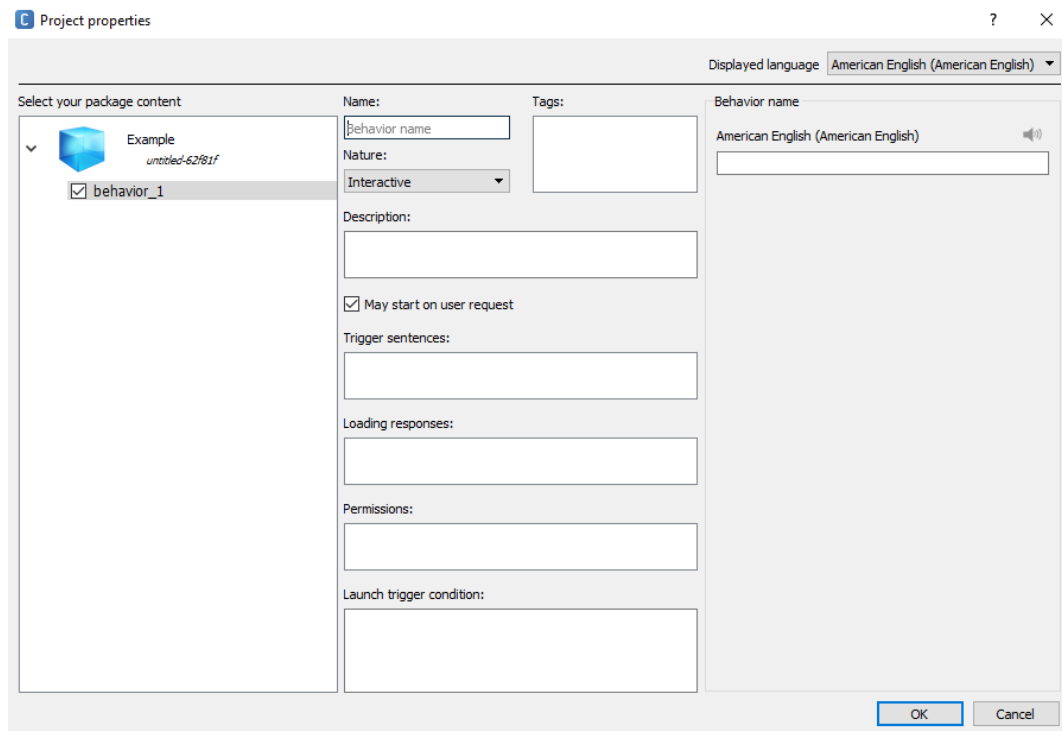 C Project properties ? ×
Displayed language American English (American English)
Select your package content
Example
untitled-62f81f
behavior_1
Name:
Behavior name
Tags:
Nature:
Interactive
Description:
May start on user request
Trigger sentences:
Loading responses:
Permissions:
Launch trigger condition:
Behavior name
American English (American English)
OK Cancel